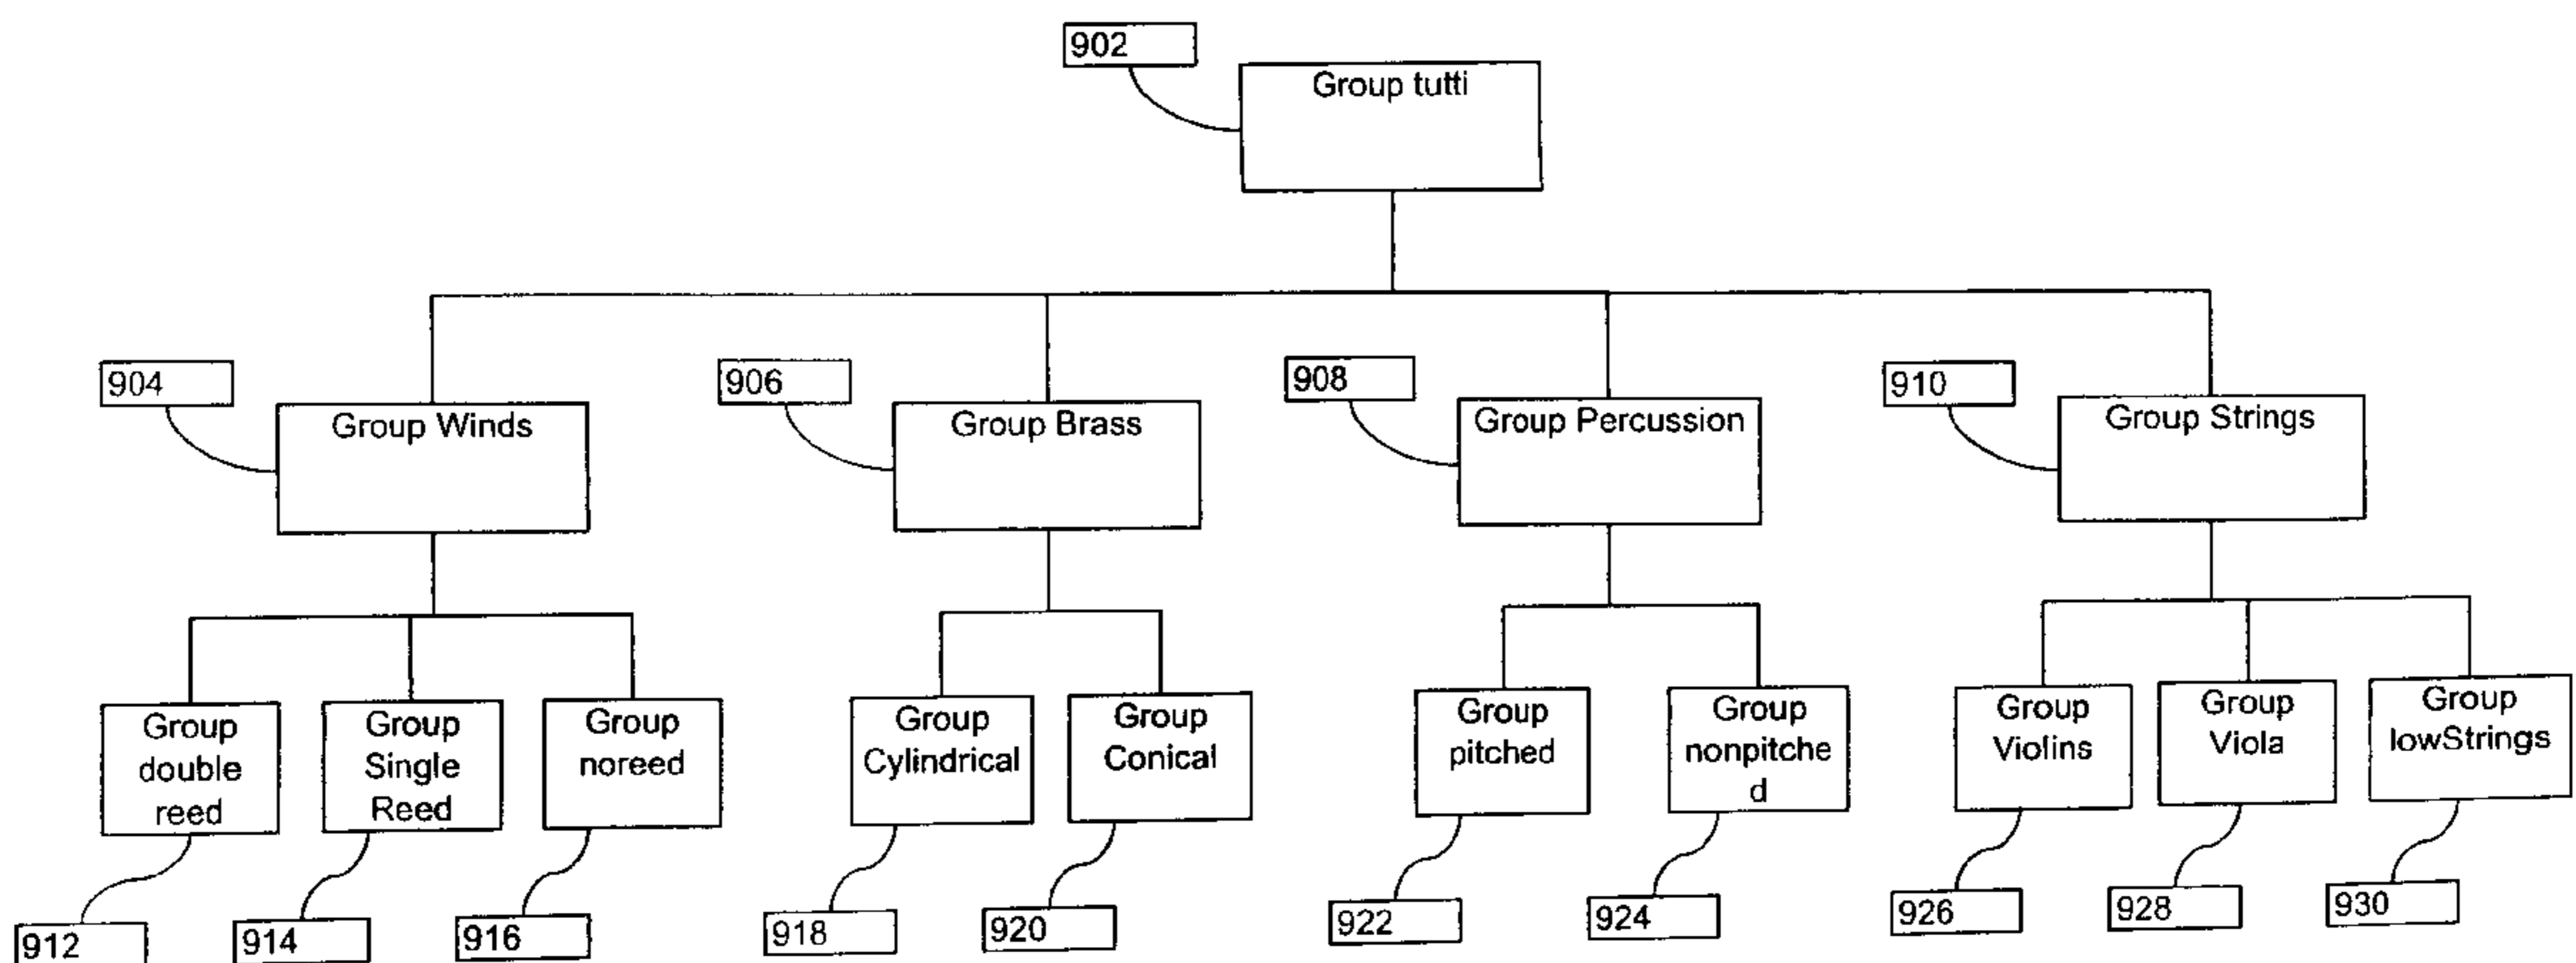 902
Group tutti
904
Group Winds
906
Group Brass
908
Group Percussion
910
Group Strings
Group
double
reed
Group
Single
Reed
Group
noreed
Group
Cylindrical
Group
Conical
Group
pitched
Group
nonpitche
d
Group
Violins
Group
Viola
Group
lowStrings
912
914
916
918
920
922
924
926
928
930